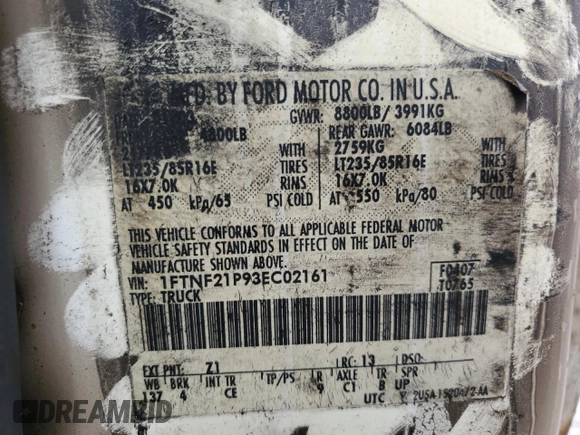 MFD. BY FORD MOTOR CO. IN U.S.A.
GVWR: 8800LB/ 3991KG
4800LB REAR GAWR: 6084LB
WITH 2759KG WITH
LT235/85R16E TIRES LT235/85R16E TIRES
16X7.0K RIMS 16X7.0K RIMS
AT 450 kPa/65 PSI COLD AT 550 kPa/80 PSI COLD
THIS VEHICLE CONFORMS TO ALL APPLICABLE FEDERAL MOTOR
VEHICLE SAFETY STANDARDS IN EFFECT ON THE DATE OF
MANUFACTURE SHOWN ABOVE.
VIN: 1FTNF21P93EC02161 F0407
TYPE: TRUCK T0765
EXT PNT: Z1 LRC: 13 DSO:
WB BRK INT TR TP/PS R AXLE TR SPR
137 4 CE 9 C1 B UP
UTC
DREAMBID